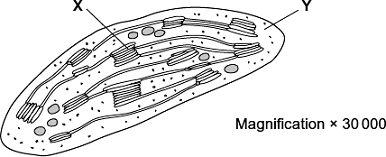 X Y
Magnification × 30 000